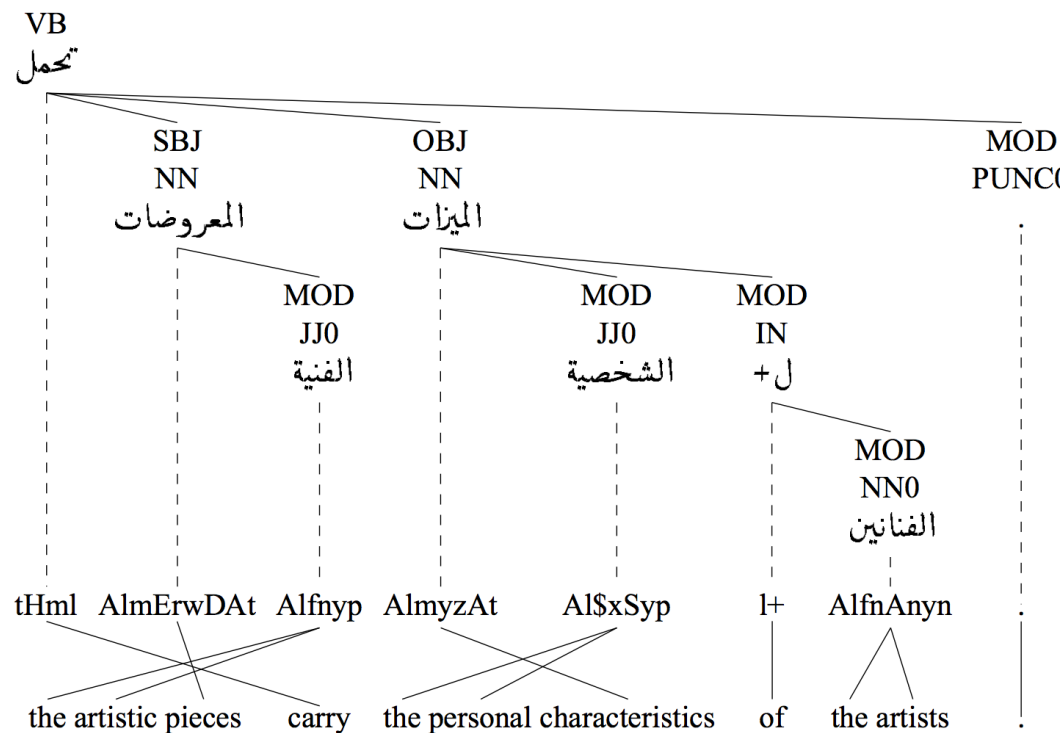 VB
تحمل
SBJ OBJ MOD
NN NN PUNC0
المعروضات الميزات .
MOD MOD MOD
JJ0 JJ0 IN
الفنية الشخصية ل+
MOD
NN0
الفنانين
tHml AlmErwDAt Alfnyp AlmyzAt Al$xSyp l+ AlfnAnyn .
the artistic pieces carry the personal characteristics of the artists .